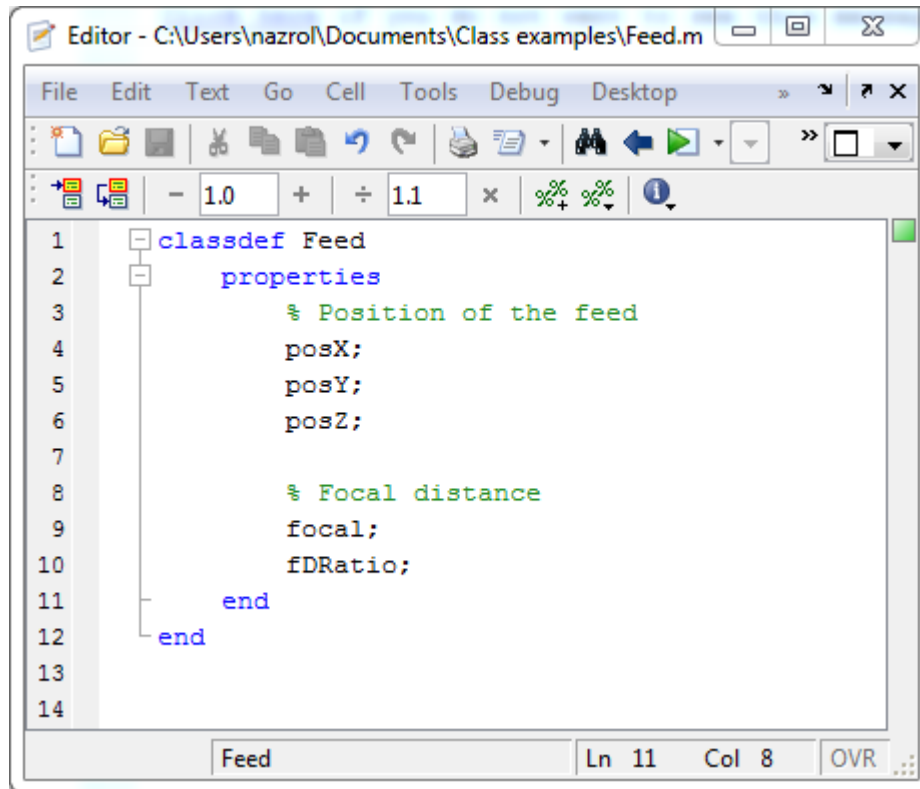 Editor - C:\Users\nazrol\Documents\Class examples\Feed.m
File Edit Text Go Cell Tools Debug Desktop »
»
− 1.0 + ÷ 1.1 ×
1 classdef Feed
2 properties
3 % Position of the feed
4 posX;
5 posY;
6 posZ;
7
8 % Focal distance
9 focal;
10 fDRatio;
11 end
12 end
13
14
Feed Ln 11 Col 8 OVR